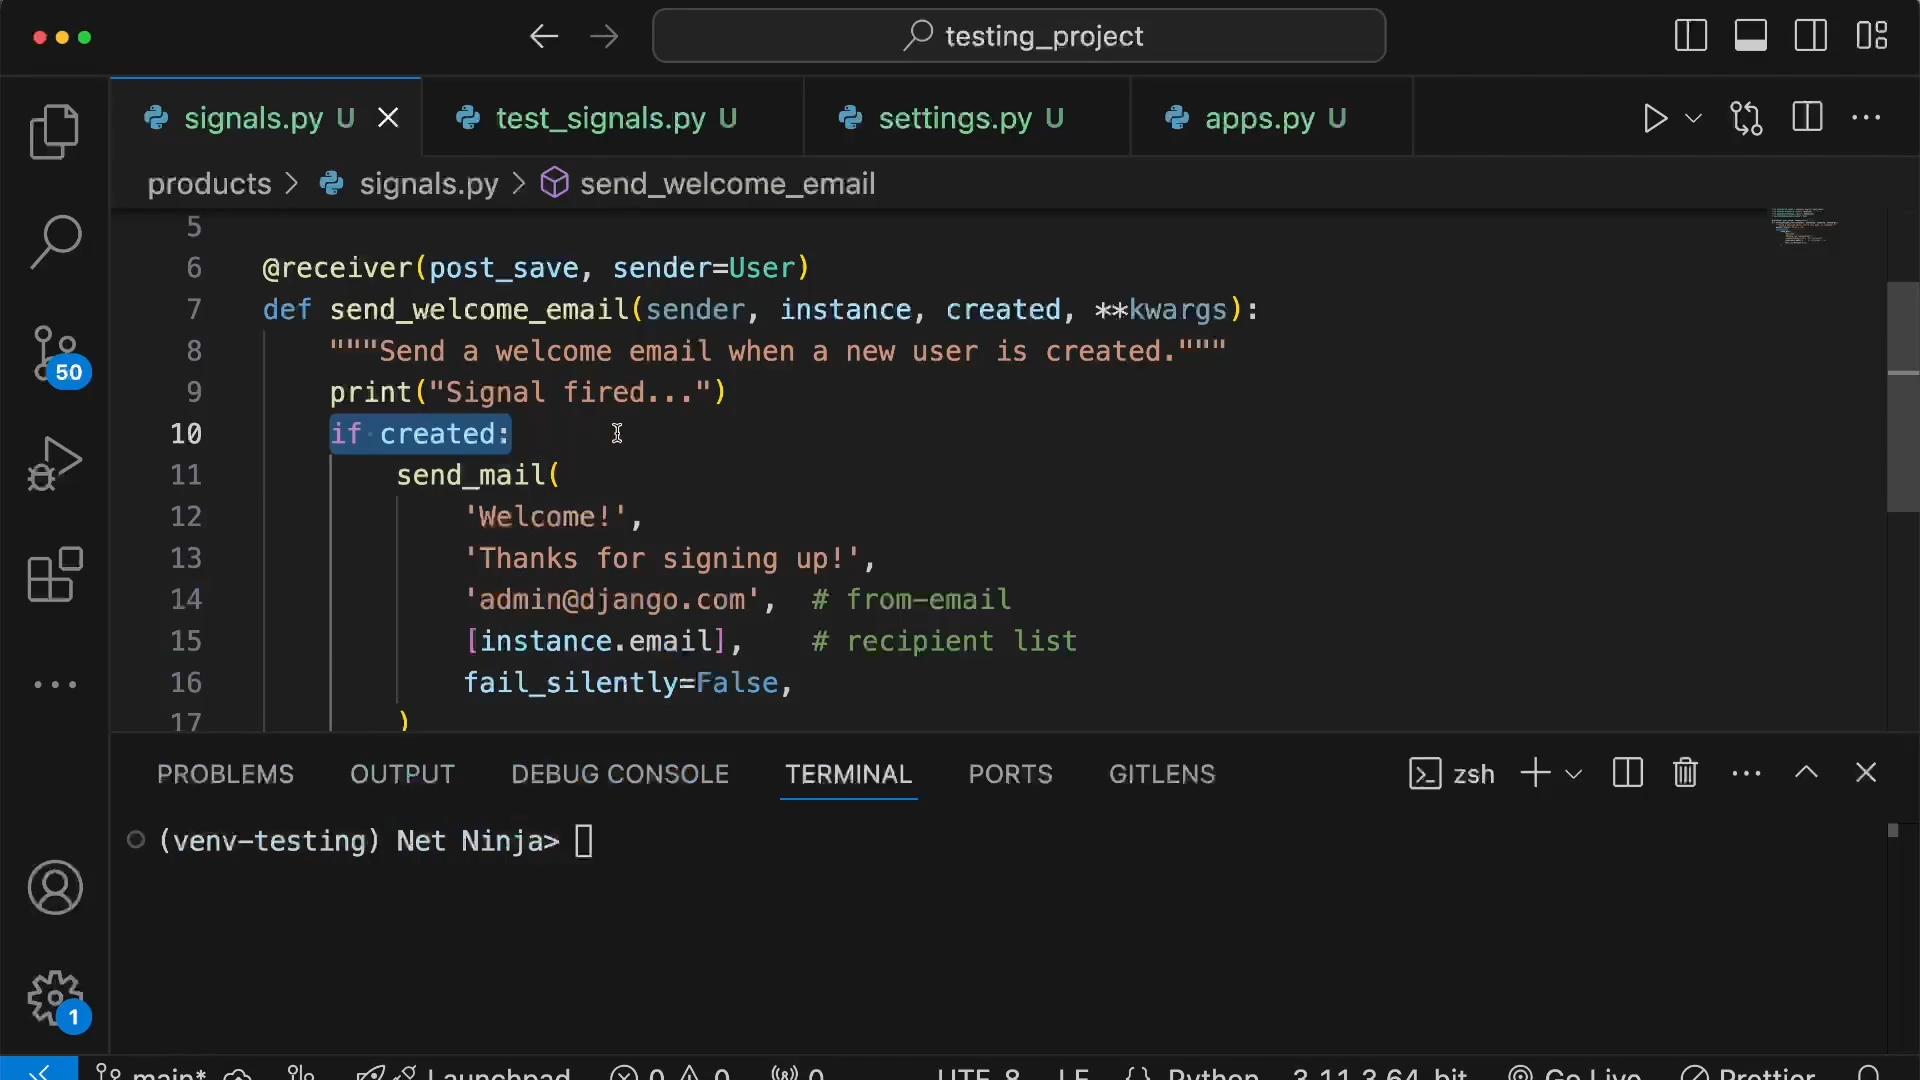 testing_project
signals.py U
test_signals.py U
settings.py U
apps.py U
products > signals.py > send_welcome_email
5
6 @receiver(post_save, sender=User)
7 def send_welcome_email(sender, instance, created, **kwargs):
8 """Send a welcome email when a new user is created."""
9 print("Signal fired...")
10 if created:
11 send_mail(
12 'Welcome!',
13 'Thanks for signing up!',
14 'admin@django.com', # from-email
15 [instance.email], # recipient list
16 fail_silently=False,
17 )
50
PROBLEMS OUTPUT DEBUG CONSOLE TERMINAL PORTS GITLENS zsh
(venv-testing) Net Ninja>
1
main* Launchpad 0 0 0 UTF-8 LF {} Python 3.11.3 64-bit Go Live Prettier